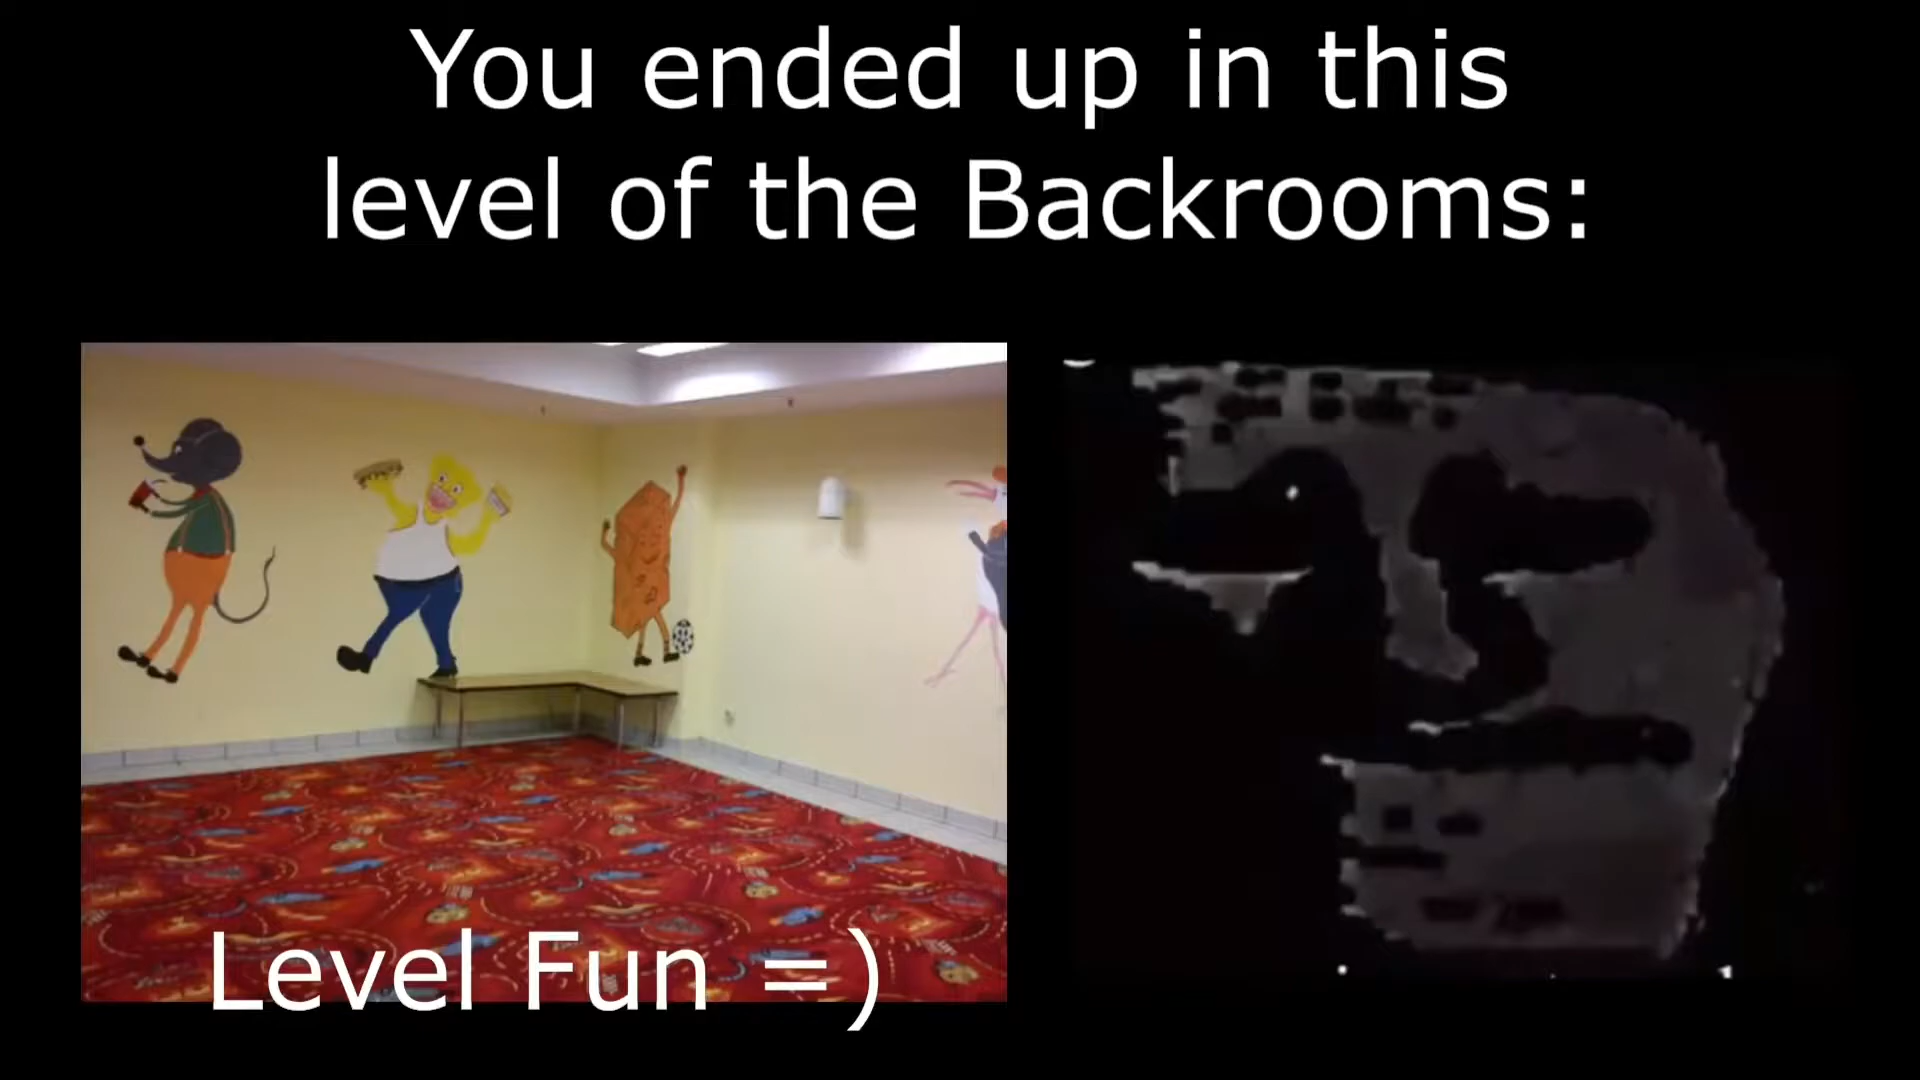 You ended up in this
level of the Backrooms:
Level Fun =)